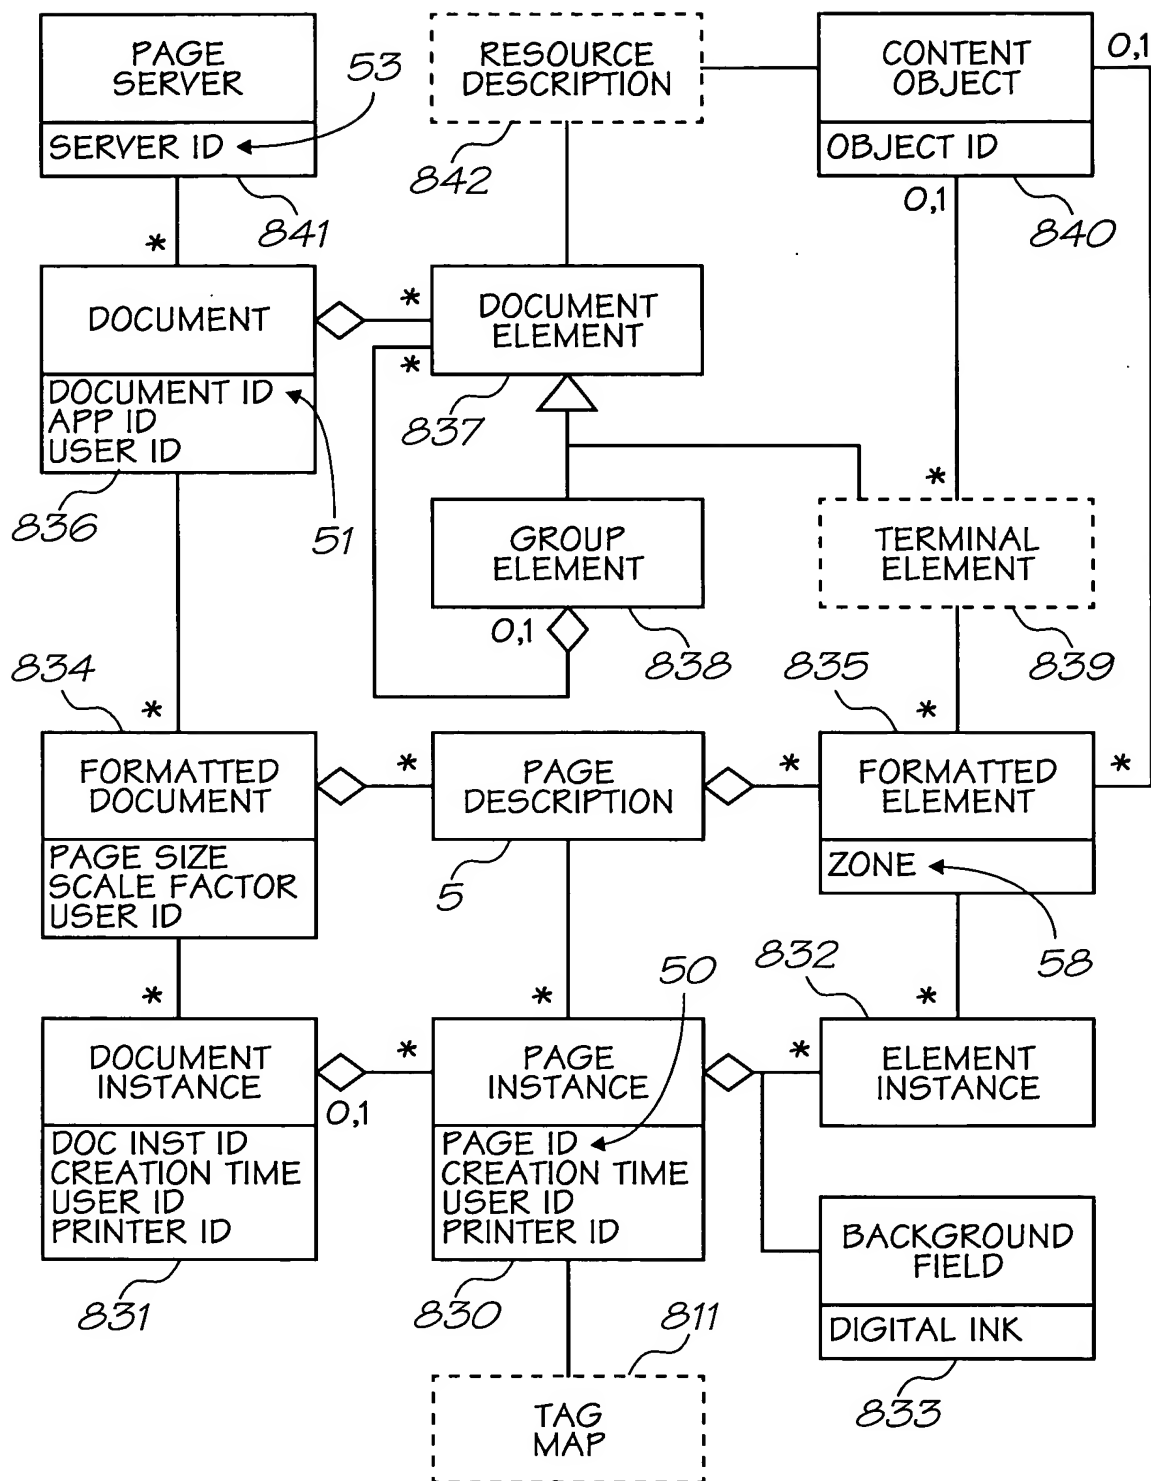 PAGE
SERVER
SERVER ID
53
841
RESOURCE
DESCRIPTION
842
CONTENT
OBJECT
OBJECT ID
840
0,1
0,1
*
DOCUMENT
DOCUMENT ID
APP ID
USER ID
836
51
*
*
DOCUMENT
ELEMENT
837
GROUP
ELEMENT
0,1
838
*
TERMINAL
ELEMENT
839
834
*
FORMATTED
DOCUMENT
PAGE SIZE
SCALE FACTOR
USER ID
*
PAGE
DESCRIPTION
5
835
*
*
*
FORMATTED
ELEMENT
ZONE
58
*
DOCUMENT
INSTANCE
0,1
DOC INST ID
CREATION TIME
USER ID
PRINTER ID
831
*
*
50
PAGE
INSTANCE
PAGE ID
CREATION TIME
USER ID
PRINTER ID
830
832
*
*
ELEMENT
INSTANCE
BACKGROUND
FIELD
DIGITAL INK
833
811
TAG
MAP